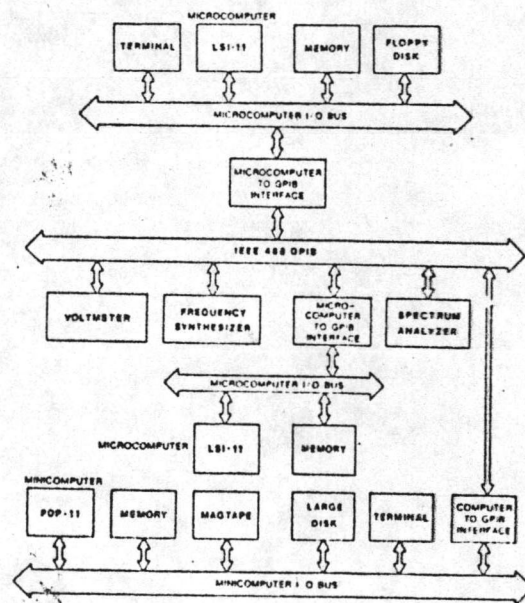 MICROCOMPUTER
TERMINAL
LSI-11
MEMORY
FLOPPY
DISK
MICROCOMPUTER I/O BUS
MICROCOMPUTER
TO GPIB
INTERFACE
IEEE 488 GPIB
VOLTMETER
FREQUENCY
SYNTHESIZER
MICRO-
COMPUTER
TO GPIB
INTERFACE
SPECTRUM
ANALYZER
MICROCOMPUTER I/O BUS
MICROCOMPUTER
LSI-11
MEMORY
MINICOMPUTER
PDP-11
MEMORY
MAGTAPE
LARGE
DISK
TERMINAL
COMPUTER
TO GPIB
INTERFACE
MINICOMPUTER I/O BUS